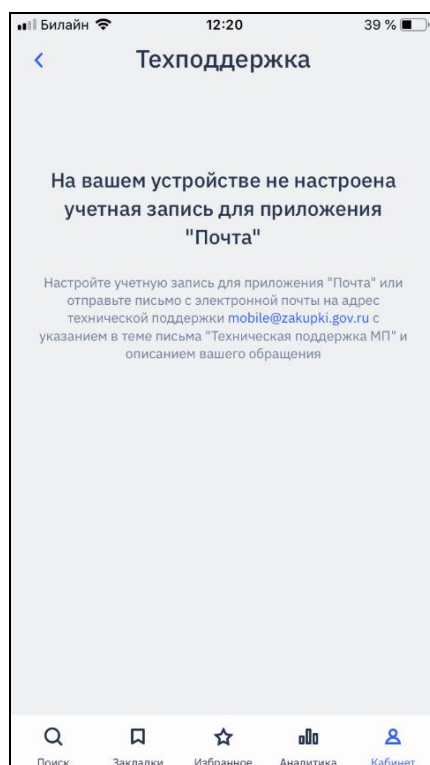 Билайн 12:20 39 %
Техподдержка
На вашем устройстве не настроена
учетная запись для приложения
"Почта"
Настройте учетную запись для приложения "Почта" или
отправьте письмо с электронной почты на адрес
технической поддержки mobile@zakupki.gov.ru с
указанием в теме письма "Техническая поддержка МП" и
описанием вашего обращения
Поиск Закладки Избранное Аналитика Кабинет